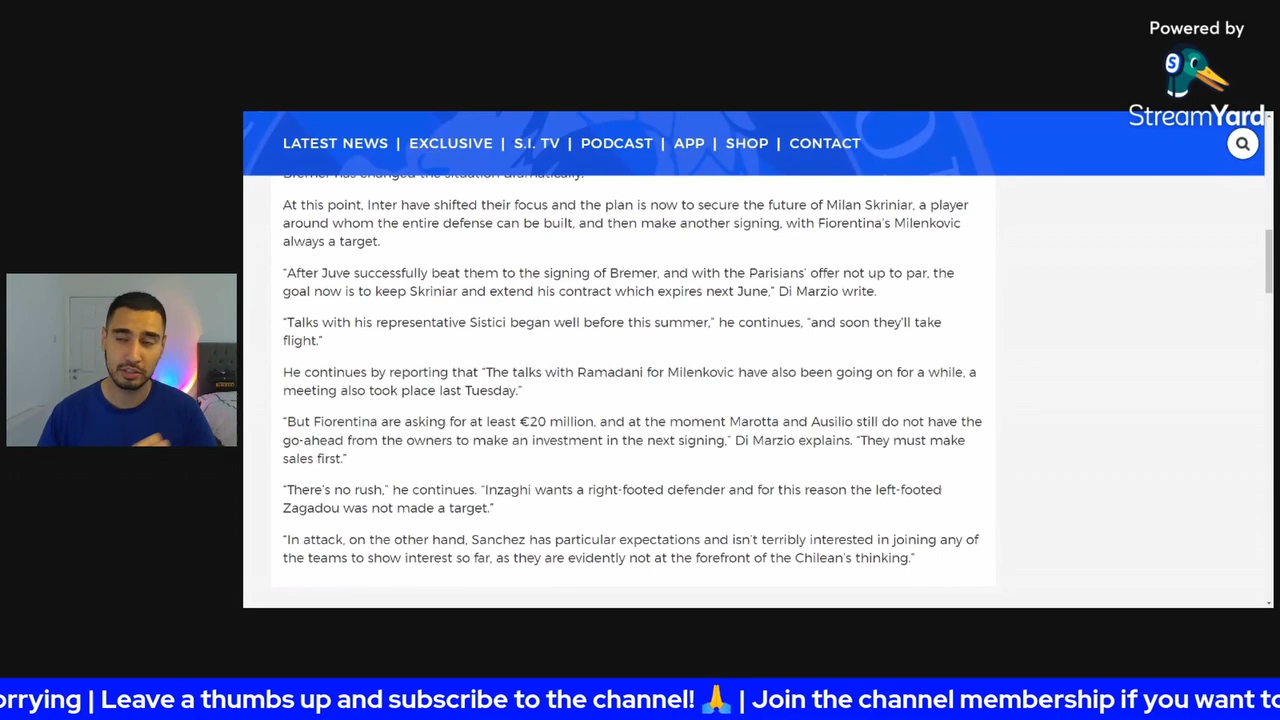 Powered by
StreamYard
LATEST NEWS | EXCLUSIVE | S.I. TV | PODCAST | APP | SHOP | CONTACT
Bremer has changed the situation dramatically.
At this point, Inter have shifted their focus and the plan is now to secure the future of Milan Skriniar, a player
around whom the entire defense can be built, and then make another signing, with Fiorentina’s Milenkovic
always a target.
“After Juve successfully beat them to the signing of Bremer, and with the Parisians’ offer not up to par, the
goal now is to keep Skriniar and extend his contract which expires next June,” Di Marzio write.
“Talks with his representative Sistici began well before this summer,” he continues, “and soon they’ll take
flight.”
He continues by reporting that “The talks with Ramadani for Milenkovic have also been going on for a while, a
meeting also took place last Tuesday.”
“But Fiorentina are asking for at least €20 million, and at the moment Marotta and Ausilio still do not have the
go-ahead from the owners to make an investment in the next signing,” Di Marzio explains. “They must make
sales first.”
“There’s no rush,” he continues. “Inzaghi wants a right-footed defender and for this reason the left-footed
Zagadou was not made a target.”
“In attack, on the other hand, Sanchez has particular expectations and isn’t terribly interested in joining any of
the teams to show interest so far, as they are evidently not at the forefront of the Chilean’s thinking.”
orrying | Leave a thumbs up and subscribe to the channel! 🙏 | Join the channel membership if you want to